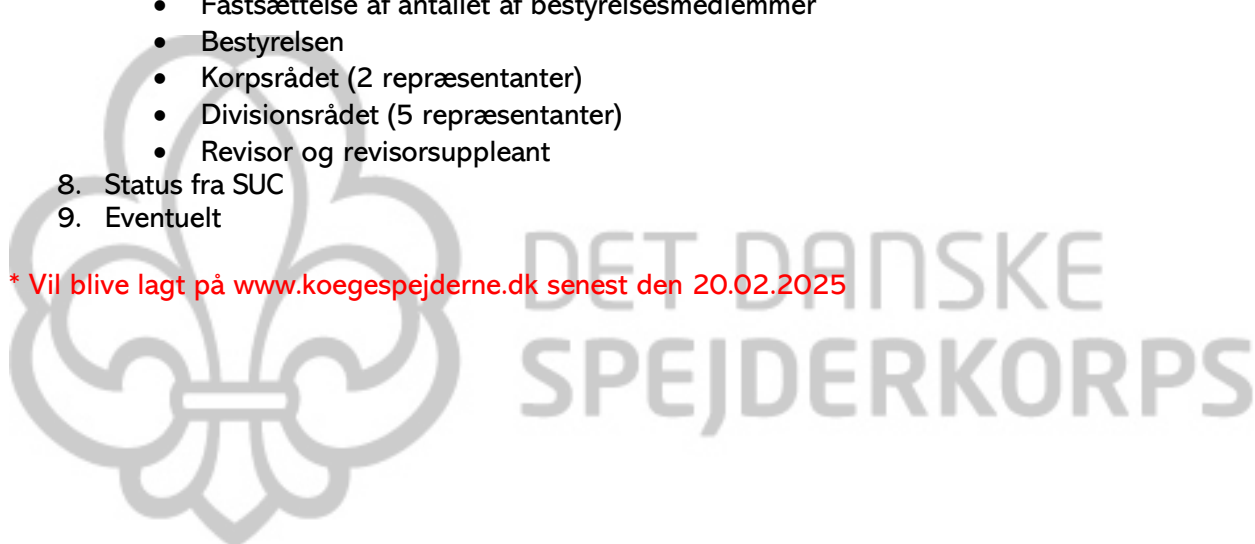 • Fastsættelse af antallet af bestyrelsesmedlemmer
• Bestyrelsen
• Korpsrådet (2 repræsentanter)
• Divisionsrådet (5 repræsentanter)
• Revisor og revisorsuppleant
8. Status fra SUC
9. Eventuelt
* Vil blive lagt på www.koegespejderne.dk senest den 20.02.2025
DET DANSKE
SPEJDERKORPS